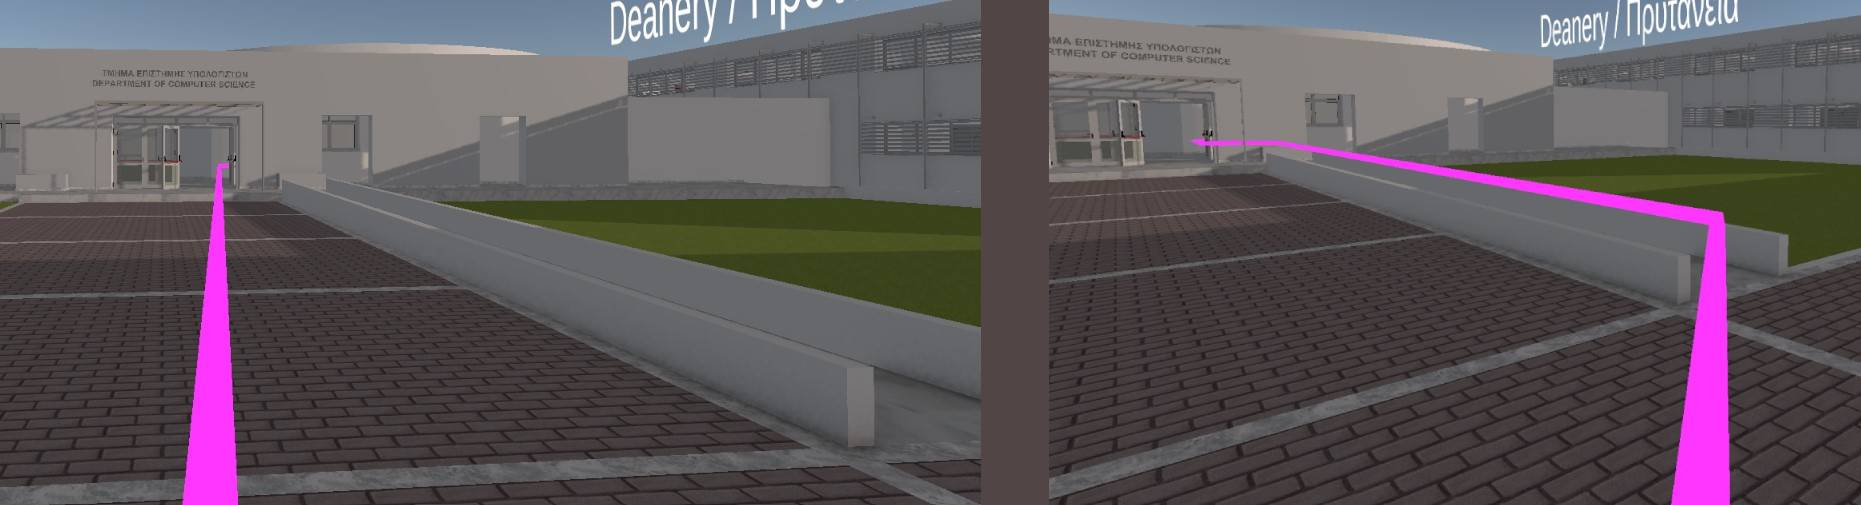 Deanery / Πρυτ
ΤΜΗΜΑ ΕΠΙΣΤΗΜΗΣ ΥΠΟΛΟΓΙΣΤΩΝ
DEPARTMENT OF COMPUTER SCIENCE
Deanery / Πρυτανεία
ΜΑ ΕΠΙΣΤΗΜΗΣ ΥΠΟΛΟΓΙΣΤΩΝ
RTMENT OF COMPUTER SCIENCE